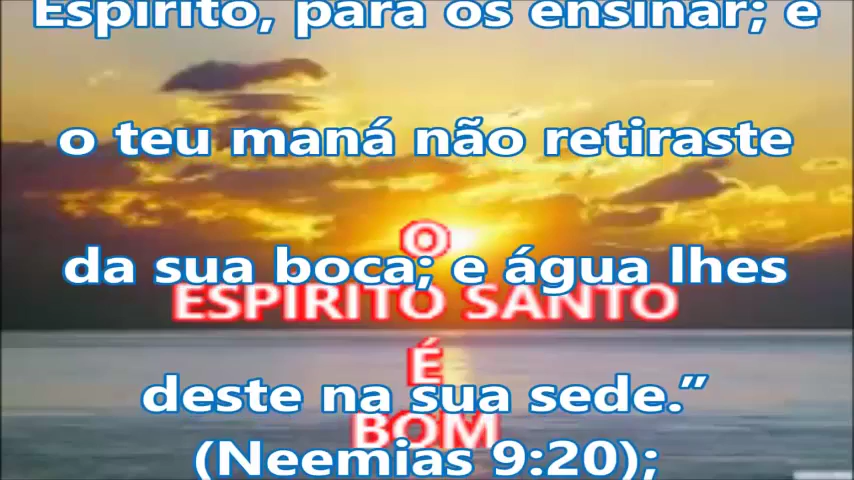 Espírito, para os ensinar; e
o teu maná não retiraste
O
da sua boca; e água lhes
ESPÍRITO SANTO
É
deste na sua sede.”
BOM
(Neemias 9:20);